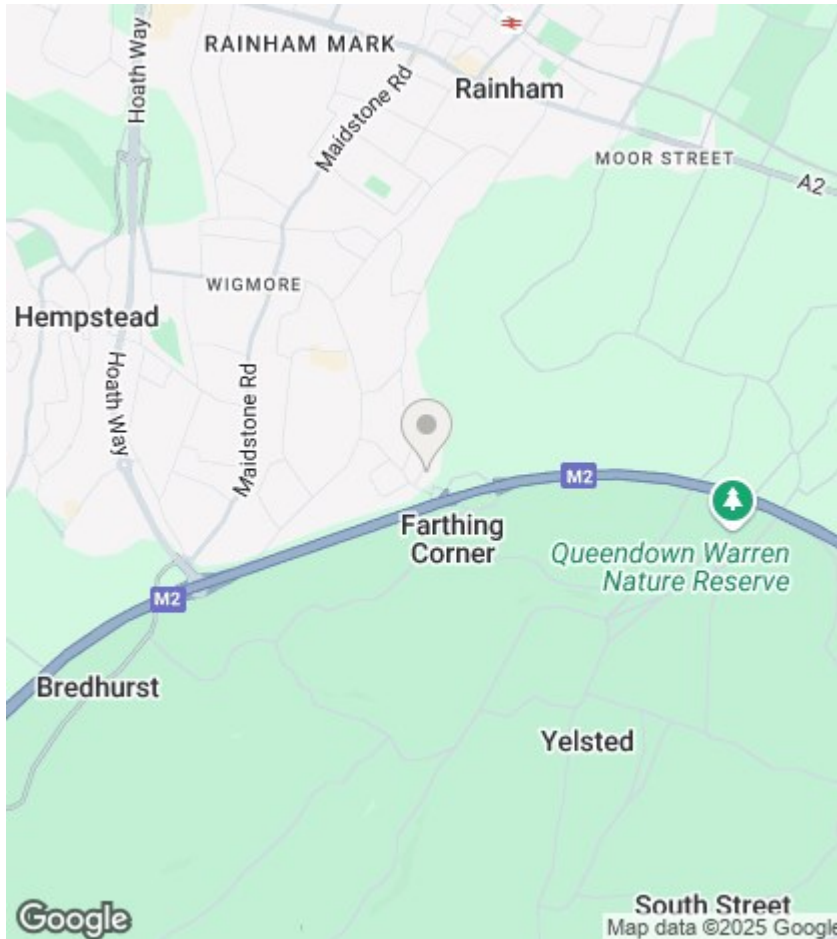 Hoath Way
RAINHAM MARK
Rainham
Maidstone Rd
MOOR STREET
A2
WIGMORE
Hempstead
Hoath Way
Maidstone Rd
M2
Farthing
Corner
Queendown Warren
Nature Reserve
M2
Bredhurst
Yelsted
South Street
Google
Map data ©2025 Google